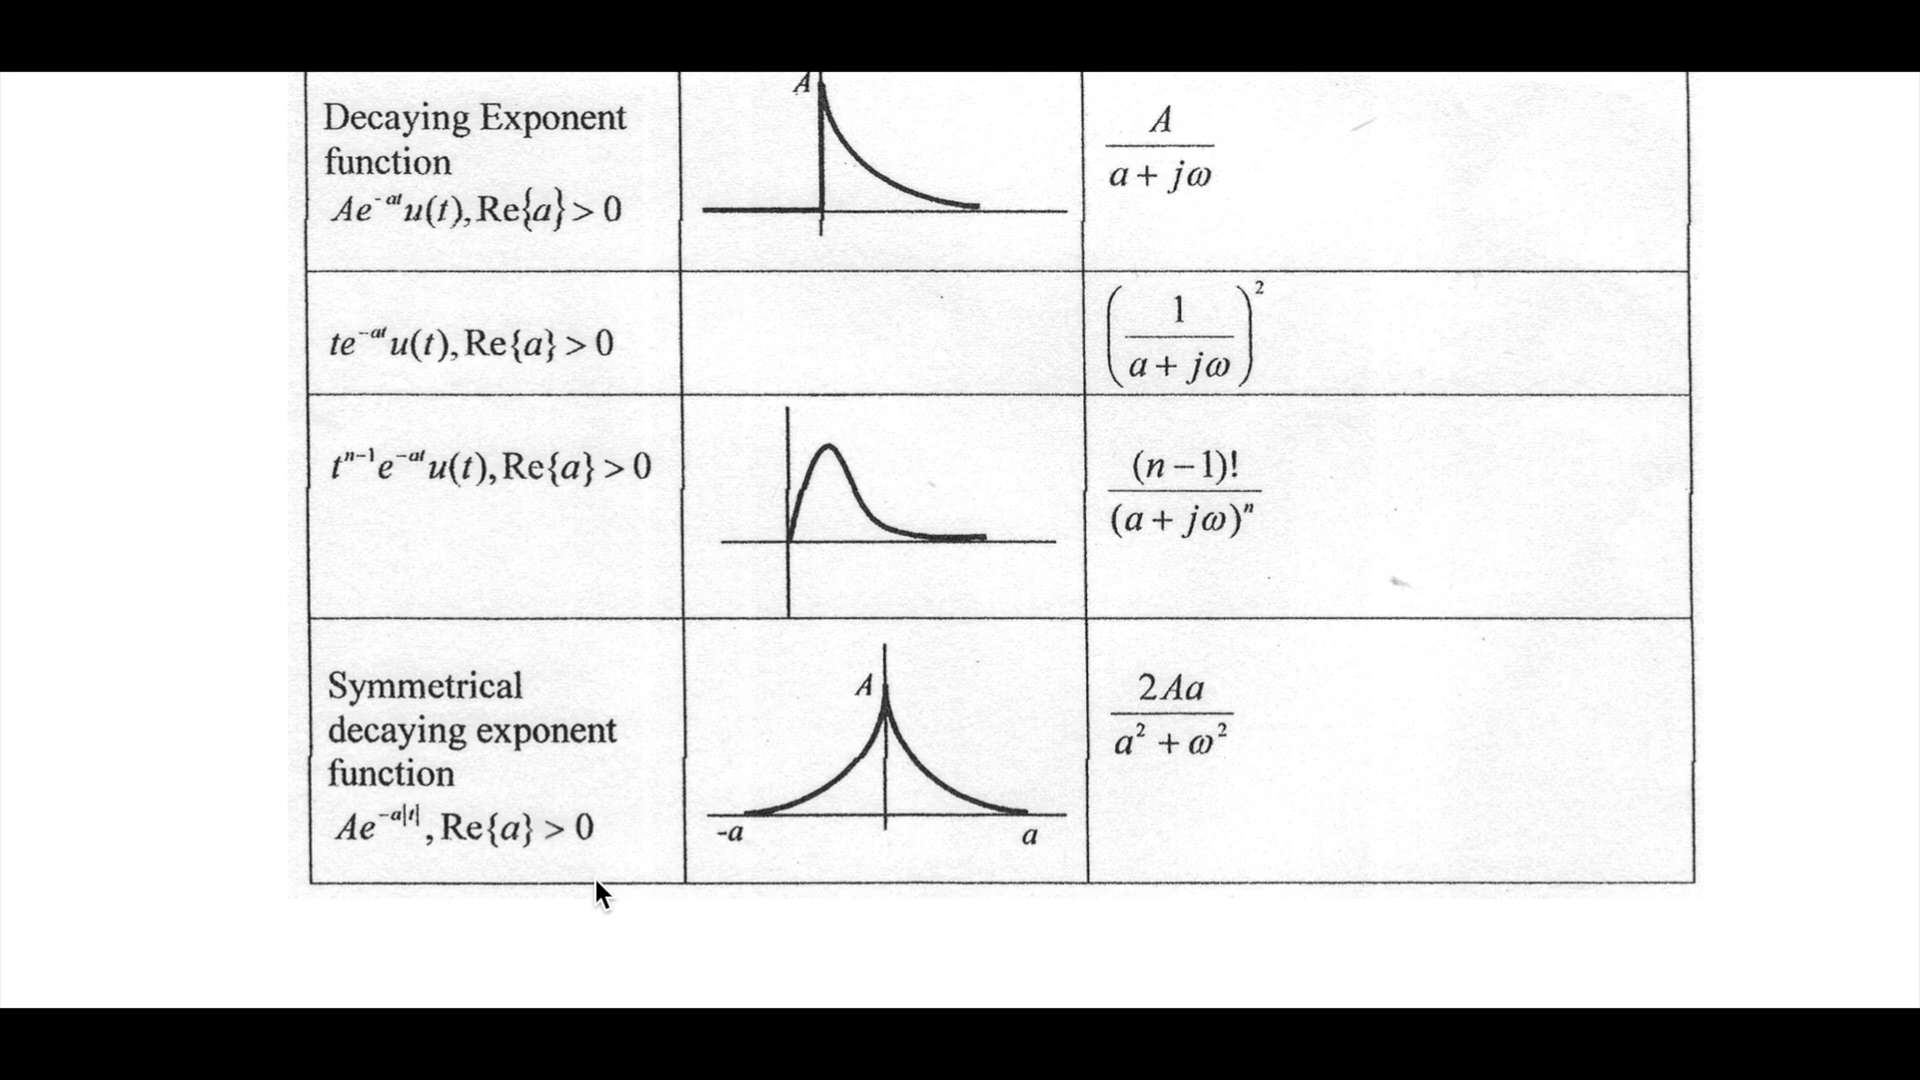 Decaying Exponent
function
Ae^{-at}u(t), Re{a} > 0
A
A
a + jω
te^{-at}u(t), Re{a} > 0
(1 / (a + jω))^2
t^{n-1}e^{-at}u(t), Re{a} > 0
(n – 1)!
(a + jω)^n
Symmetrical
decaying exponent
function
Ae^{-a|t|}, Re{a} > 0
A
-a a
2Aa
a^2 + ω^2